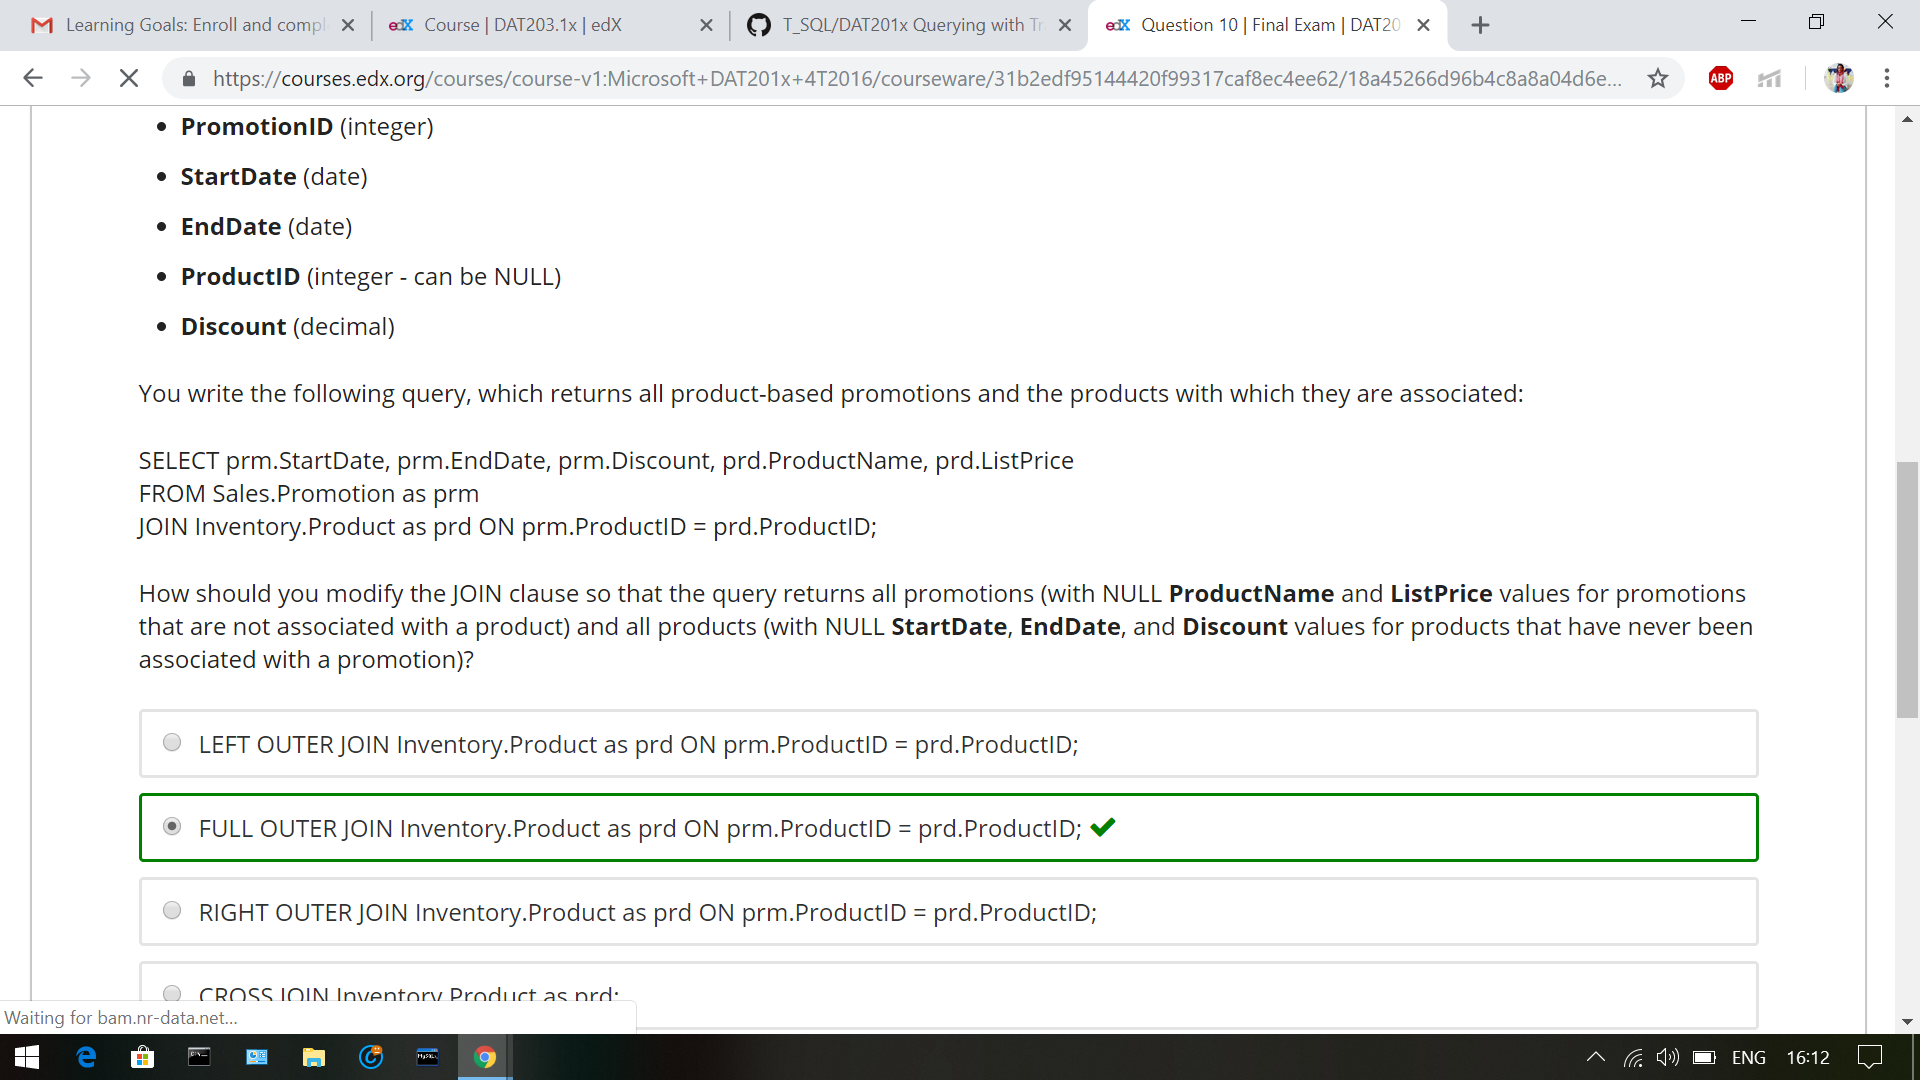 Learning Goals: Enroll and compl
edX Course | DAT203.1x | edX
T_SQL/DAT201x Querying with Tr
edX Question 10 | Final Exam | DAT20
https://courses.edx.org/courses/course-v1:Microsoft+DAT201x+4T2016/courseware/31b2edf95144420f99317caf8ec4ee62/18a45266d96b4c8a8a04d6e...
ABP
PromotionID (integer)
StartDate (date)
EndDate (date)
ProductID (integer - can be NULL)
Discount (decimal)
You write the following query, which returns all product-based promotions and the products with which they are associated:
SELECT prm.StartDate, prm.EndDate, prm.Discount, prd.ProductName, prd.ListPrice
FROM Sales.Promotion as prm
JOIN Inventory.Product as prd ON prm.ProductID = prd.ProductID;
How should you modify the JOIN clause so that the query returns all promotions (with NULL ProductName and ListPrice values for promotions
that are not associated with a product) and all products (with NULL StartDate, EndDate, and Discount values for products that have never been
associated with a promotion)?
LEFT OUTER JOIN Inventory.Product as prd ON prm.ProductID = prd.ProductID;
FULL OUTER JOIN Inventory.Product as prd ON prm.ProductID = prd.ProductID;
RIGHT OUTER JOIN Inventory.Product as prd ON prm.ProductID = prd.ProductID;
CROSS JOIN Inventory.Product as prd;
Waiting for bam.nr-data.net...
ENG
16:12